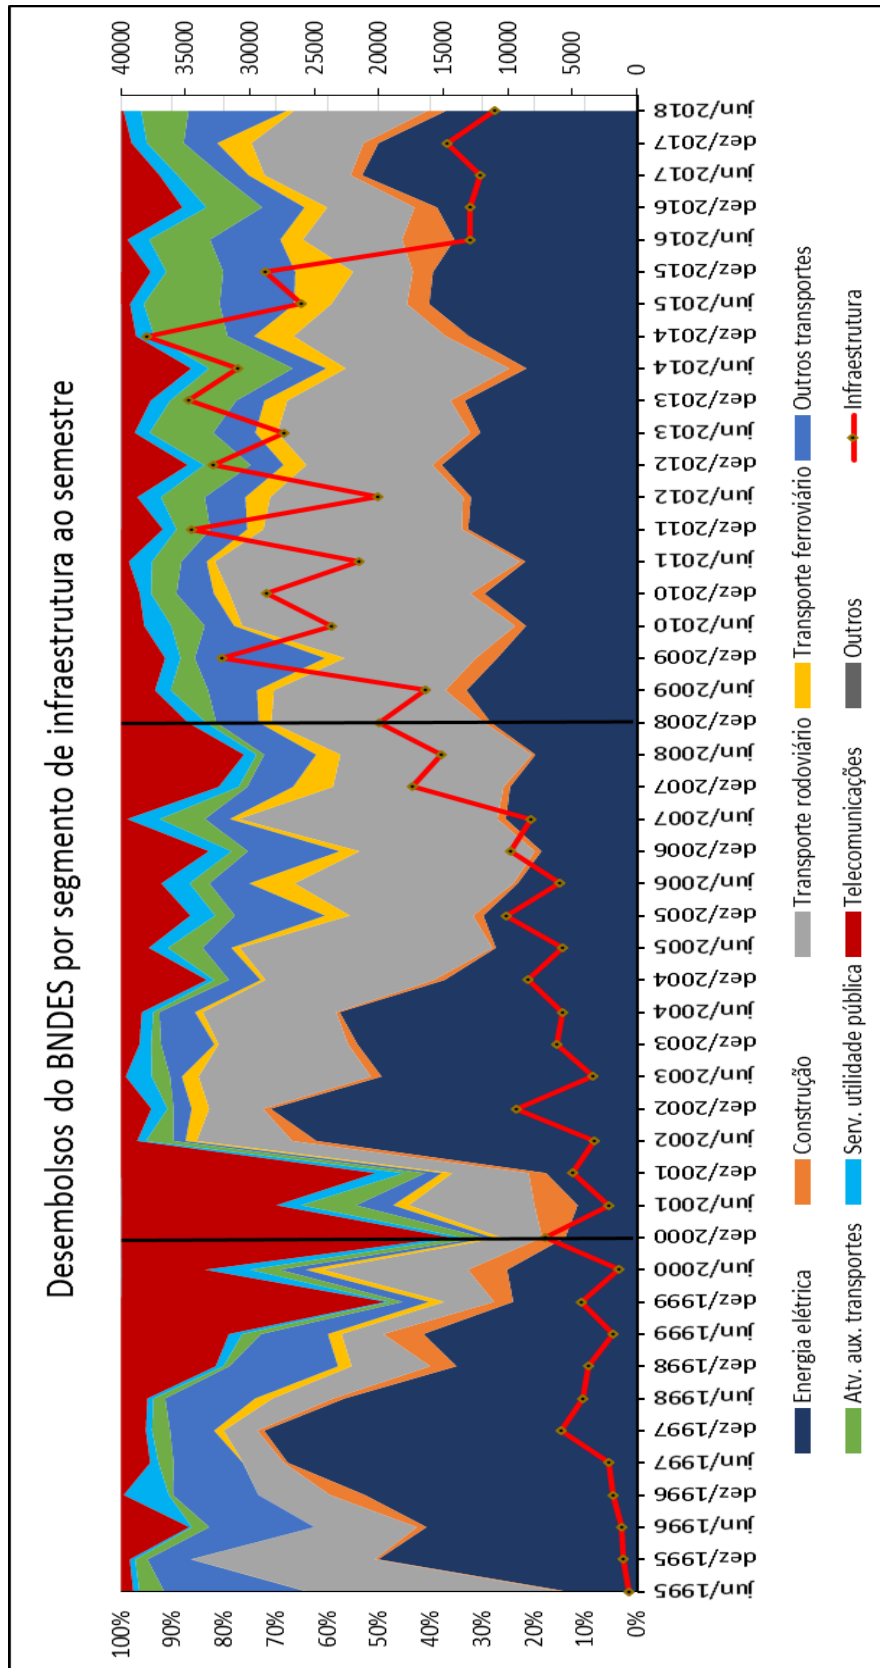 Desembolsos do BNDES por segmento de infraestrutura ao semestre
100%
90%
80%
70%
60%
50%
40%
30%
20%
10%
0%
40000
35000
30000
25000
20000
15000
10000
5000
0
jun/1995
dez/1995
jun/1996
dez/1996
jun/1997
dez/1997
jun/1998
dez/1998
jun/1999
dez/1999
jun/2000
dez/2000
jun/2001
dez/2001
jun/2002
dez/2002
jun/2003
dez/2003
jun/2004
dez/2004
jun/2005
dez/2005
jun/2006
dez/2006
jun/2007
dez/2007
jun/2008
dez/2008
jun/2009
dez/2009
jun/2010
dez/2010
jun/2011
dez/2011
jun/2012
dez/2012
jun/2013
dez/2013
jun/2014
dez/2014
jun/2015
dez/2015
jun/2016
dez/2016
jun/2017
dez/2017
jun/2018
Energia elétrica Construção Transporte rodoviário Transporte ferroviário Outros transportes
Atv. aux. transportes Serv. utilidade pública Telecomunicações Outros Infraestrutura